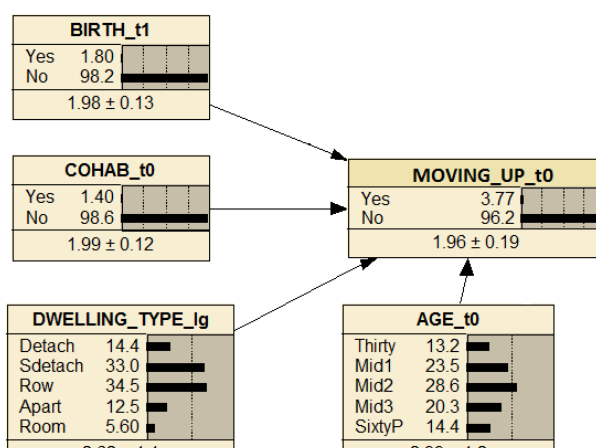 BIRTH_t1
Yes 1.80
No 98.2
1.98 ± 0.13
COHAB_t0
Yes 1.40
No 98.6
1.99 ± 0.12
MOVING_UP_t0
Yes 3.77
No 96.2
1.96 ± 0.19
DWELLING_TYPE_lg
Detach 14.4
Sdetach 33.0
Row 34.5
Apart 12.5
Room 5.60
AGE_t0
Thirty 13.2
Mid1 23.5
Mid2 28.6
Mid3 20.3
SixtyP 14.4